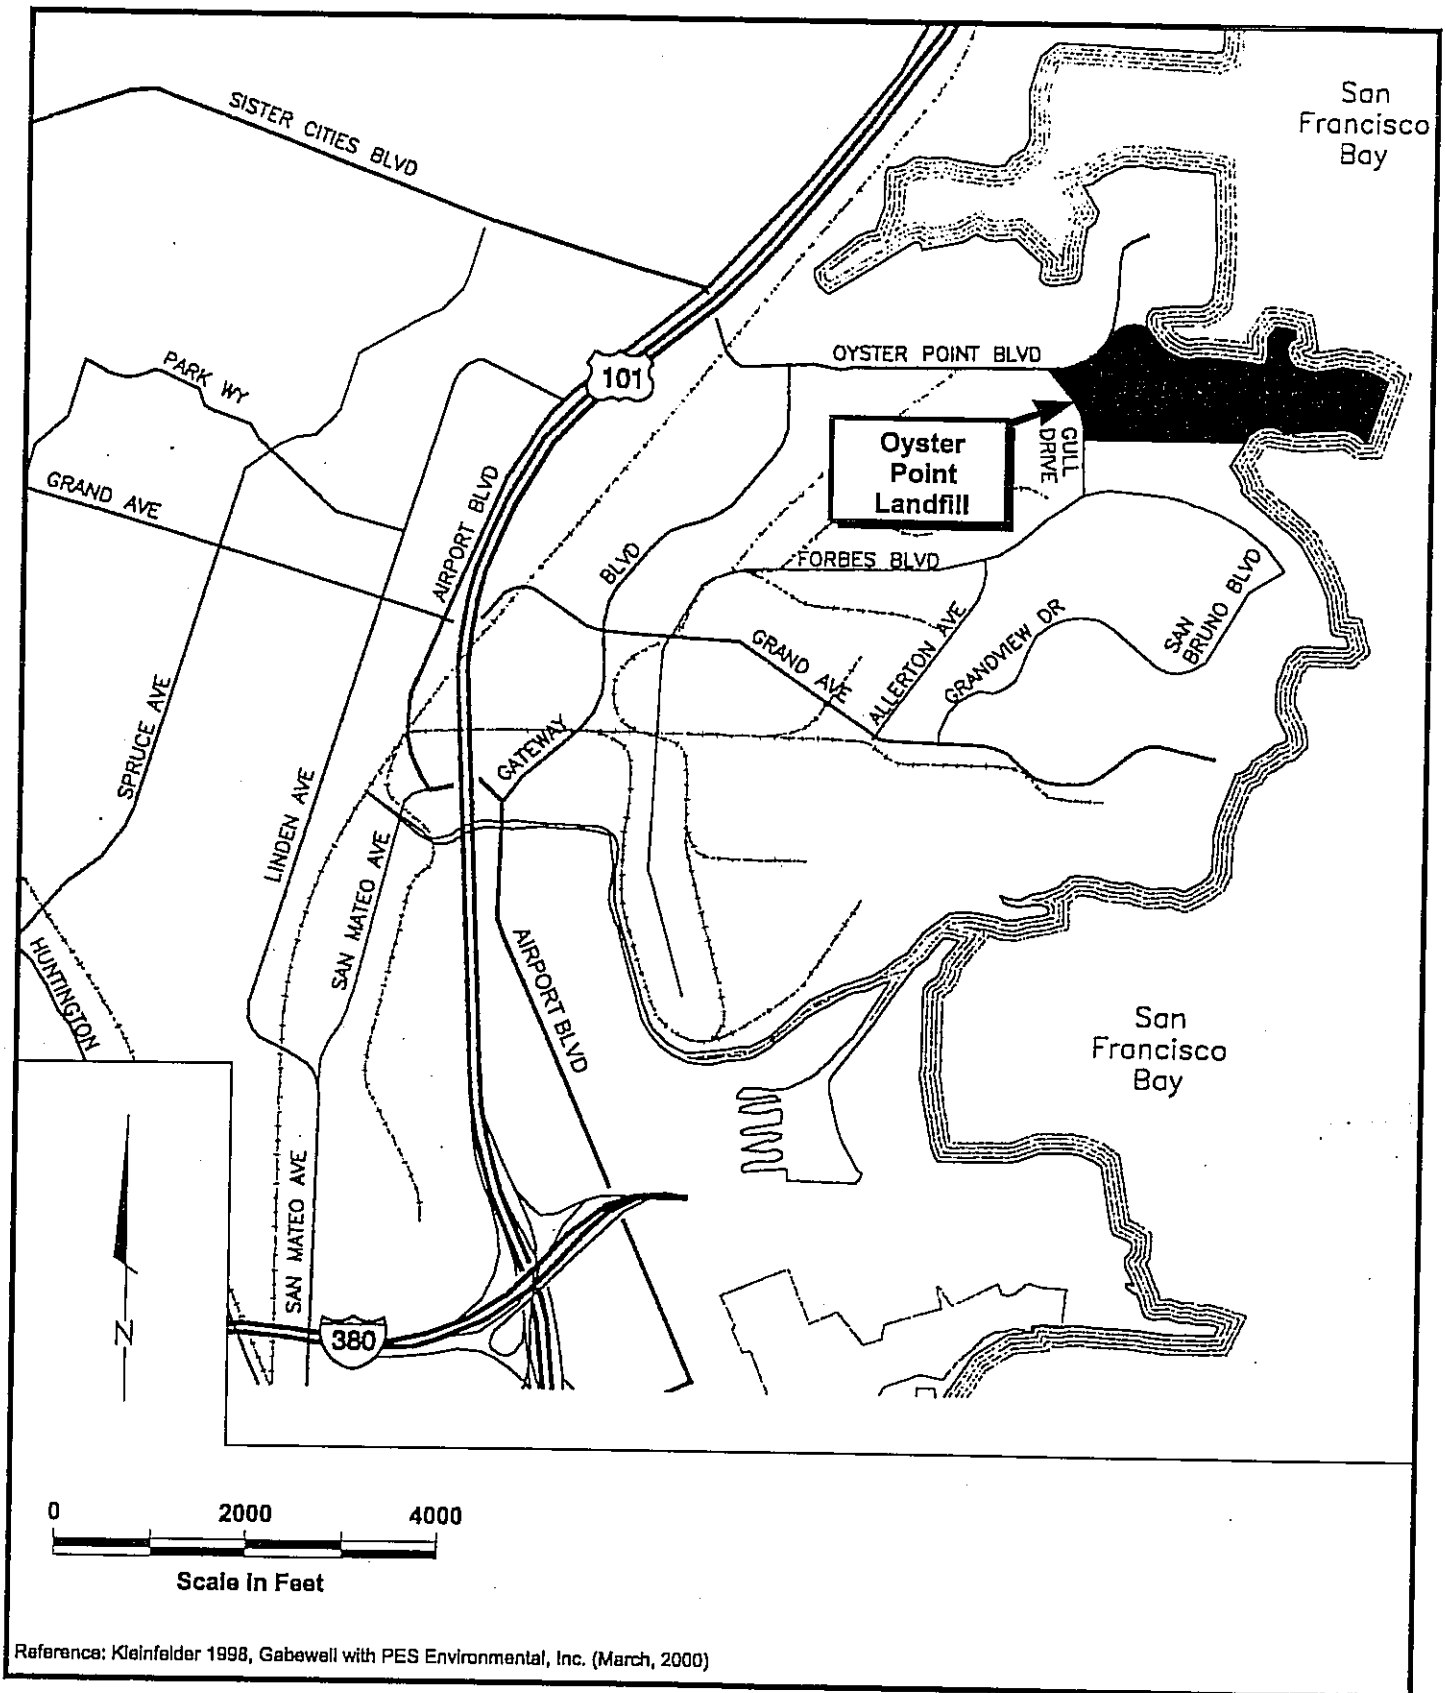 San
Francisco
Bay
SISTER CITIES BLVD
101
OYSTER POINT BLVD
PARK WY
GRAND AVE
AIRPORT BLVD
Oyster
Point
Landfill
GULL
DRIVE
BLVD
FORBES BLVD
GRAND AVE
ALLERTON AVE
GRANDVIEW DR
SAN
BRUNO BLVD
SPRUCE AVE
LINDEN AVE
GATEWAY
SAN MATEO AVE
HUNTINGTON
AIRPORT BLVD
San
Francisco
Bay
SAN MATEO AVE
380
N
0 2000 4000
Scale in Feet
Reference: Kleinfelder 1998, Gabewell with PES Environmental, Inc. (March, 2000)